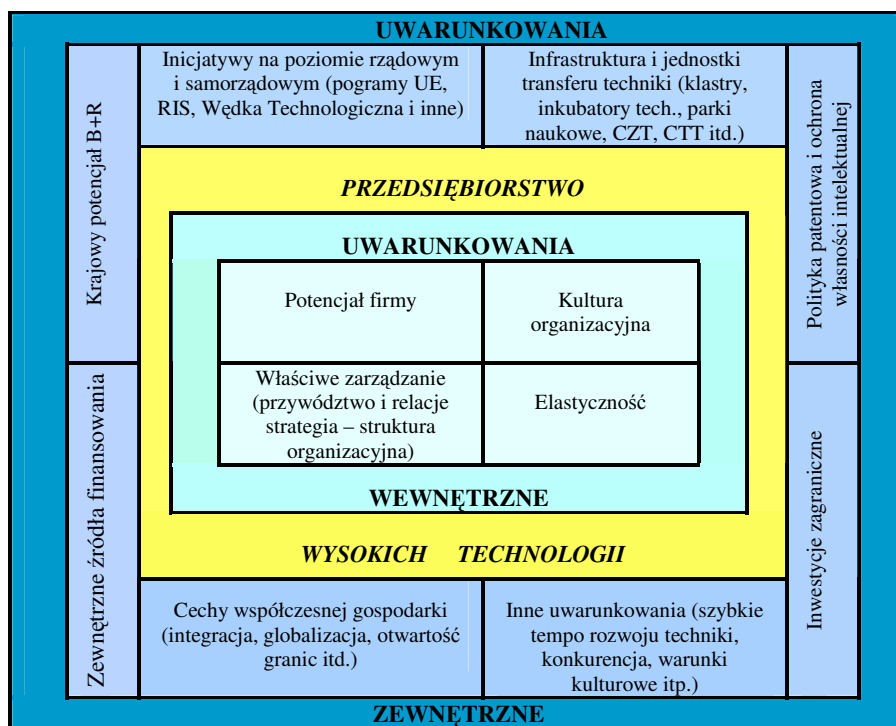 UWARUNKOWANIA
Inicjatywy na poziomie rządowym
i samorządowym (pogramy UE,
RIS, Wędka Technologiczna i inne)
Infrastruktura i jednostki
transferu techniki (klastry,
inkubatory tech., parki
naukowe, CZT, CTT itd.)
Krajowy potencjał B+R
Polityka patentowa i ochrona
własności intelektualnej
PRZEDSIĘBIORSTWO
UWARUNKOWANIA
Potencjał firmy
Kultura
organizacyjna
Właściwe zarządzanie
(przywództwo i relacje
strategia – struktura
organizacyjna)
Elastyczność
WEWNĘTRZNE
WYSOKICH TECHNOLOGII
Zewnętrzne źródła finansowania
Inwestycje zagraniczne
Cechy współczesnej gospodarki
(integracja, globalizacja, otwartość
granic itd.)
Inne uwarunkowania (szybkie
tempo rozwoju techniki,
konkurencja, warunki
kulturowe itp.)
ZEWNĘTRZNE